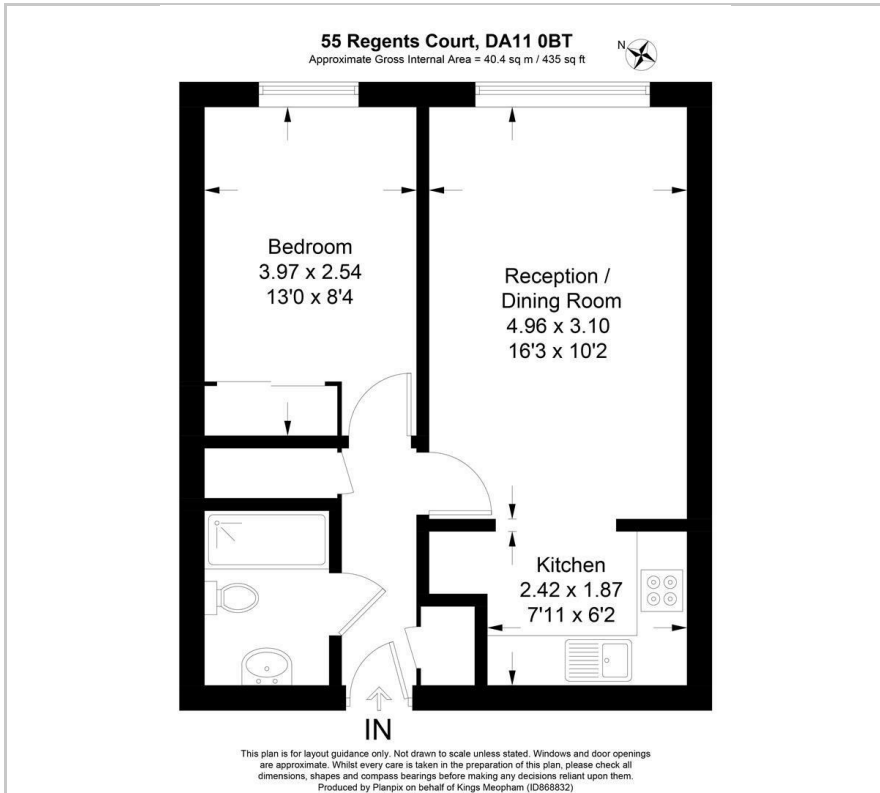 55 Regents Court, DA11 0BT
Approximate Gross Internal Area = 40.4 sq m / 435 sq ft
N
Bedroom
3.97 x 2.54
13'0 x 8'4
Reception /
Dining Room
4.96 x 3.10
16'3 x 10'2
Kitchen
2.42 x 1.87
7'11 x 6'2
IN
This plan is for layout guidance only. Not drawn to scale unless stated. Windows and door openings
are approximate. Whilst every care is taken in the preparation of this plan, please check all
dimensions, shapes and compass bearings before making any decisions reliant upon them.
Produced by Planpix on behalf of Kings Meopham (ID868832)